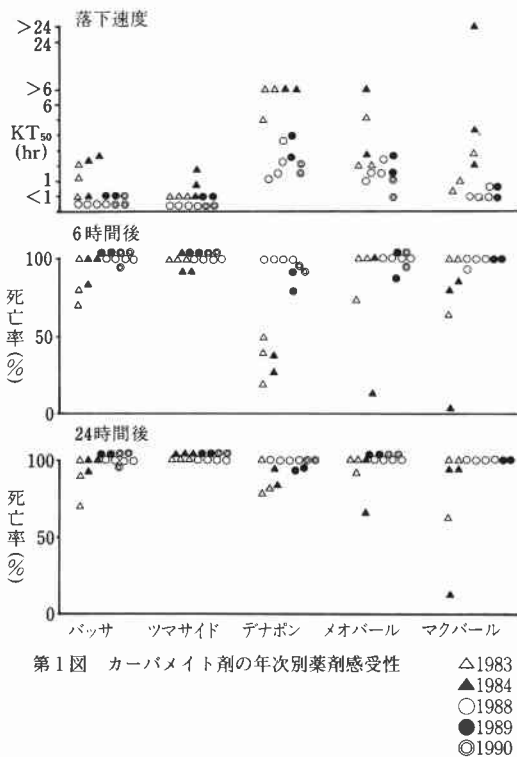 落下速度
>24
24
>6
6
KT₅₀
(hr)
1
<1
6時間後
100
死亡率(%)
50
0
24時間後
100
死亡率(%)
50
0
バッサ ツマサイド デナポン メオバール マクバール
第1図 カーバメイト剤の年次別薬剤感受性
△1983
▲1984
○1988
●1989
◎1990